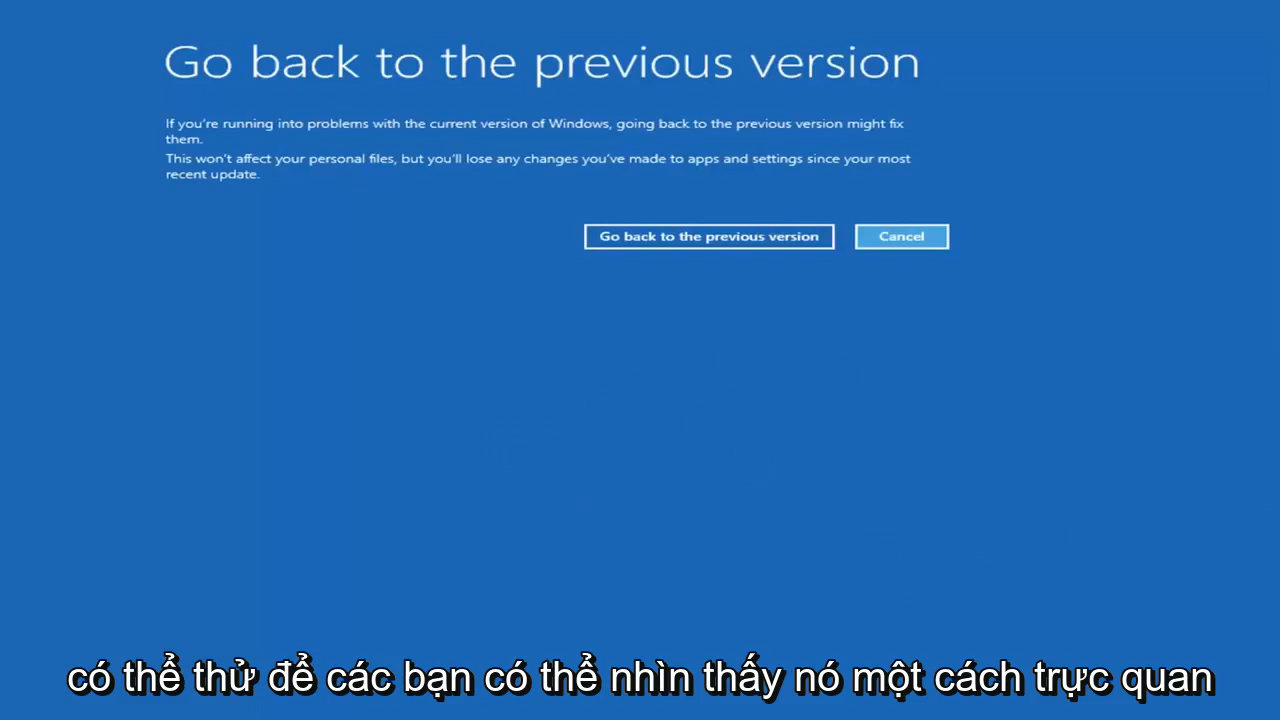 Go back to the previous version
If you're running into problems with the current version of Windows, going back to the previous version might fix
them.
This won't affect your personal files, but you'll lose any changes you've made to apps and settings since your most
recent update.
Go back to the previous version
Cancel
có thể thử để các bạn có thể nhìn thấy nó một cách trực quan